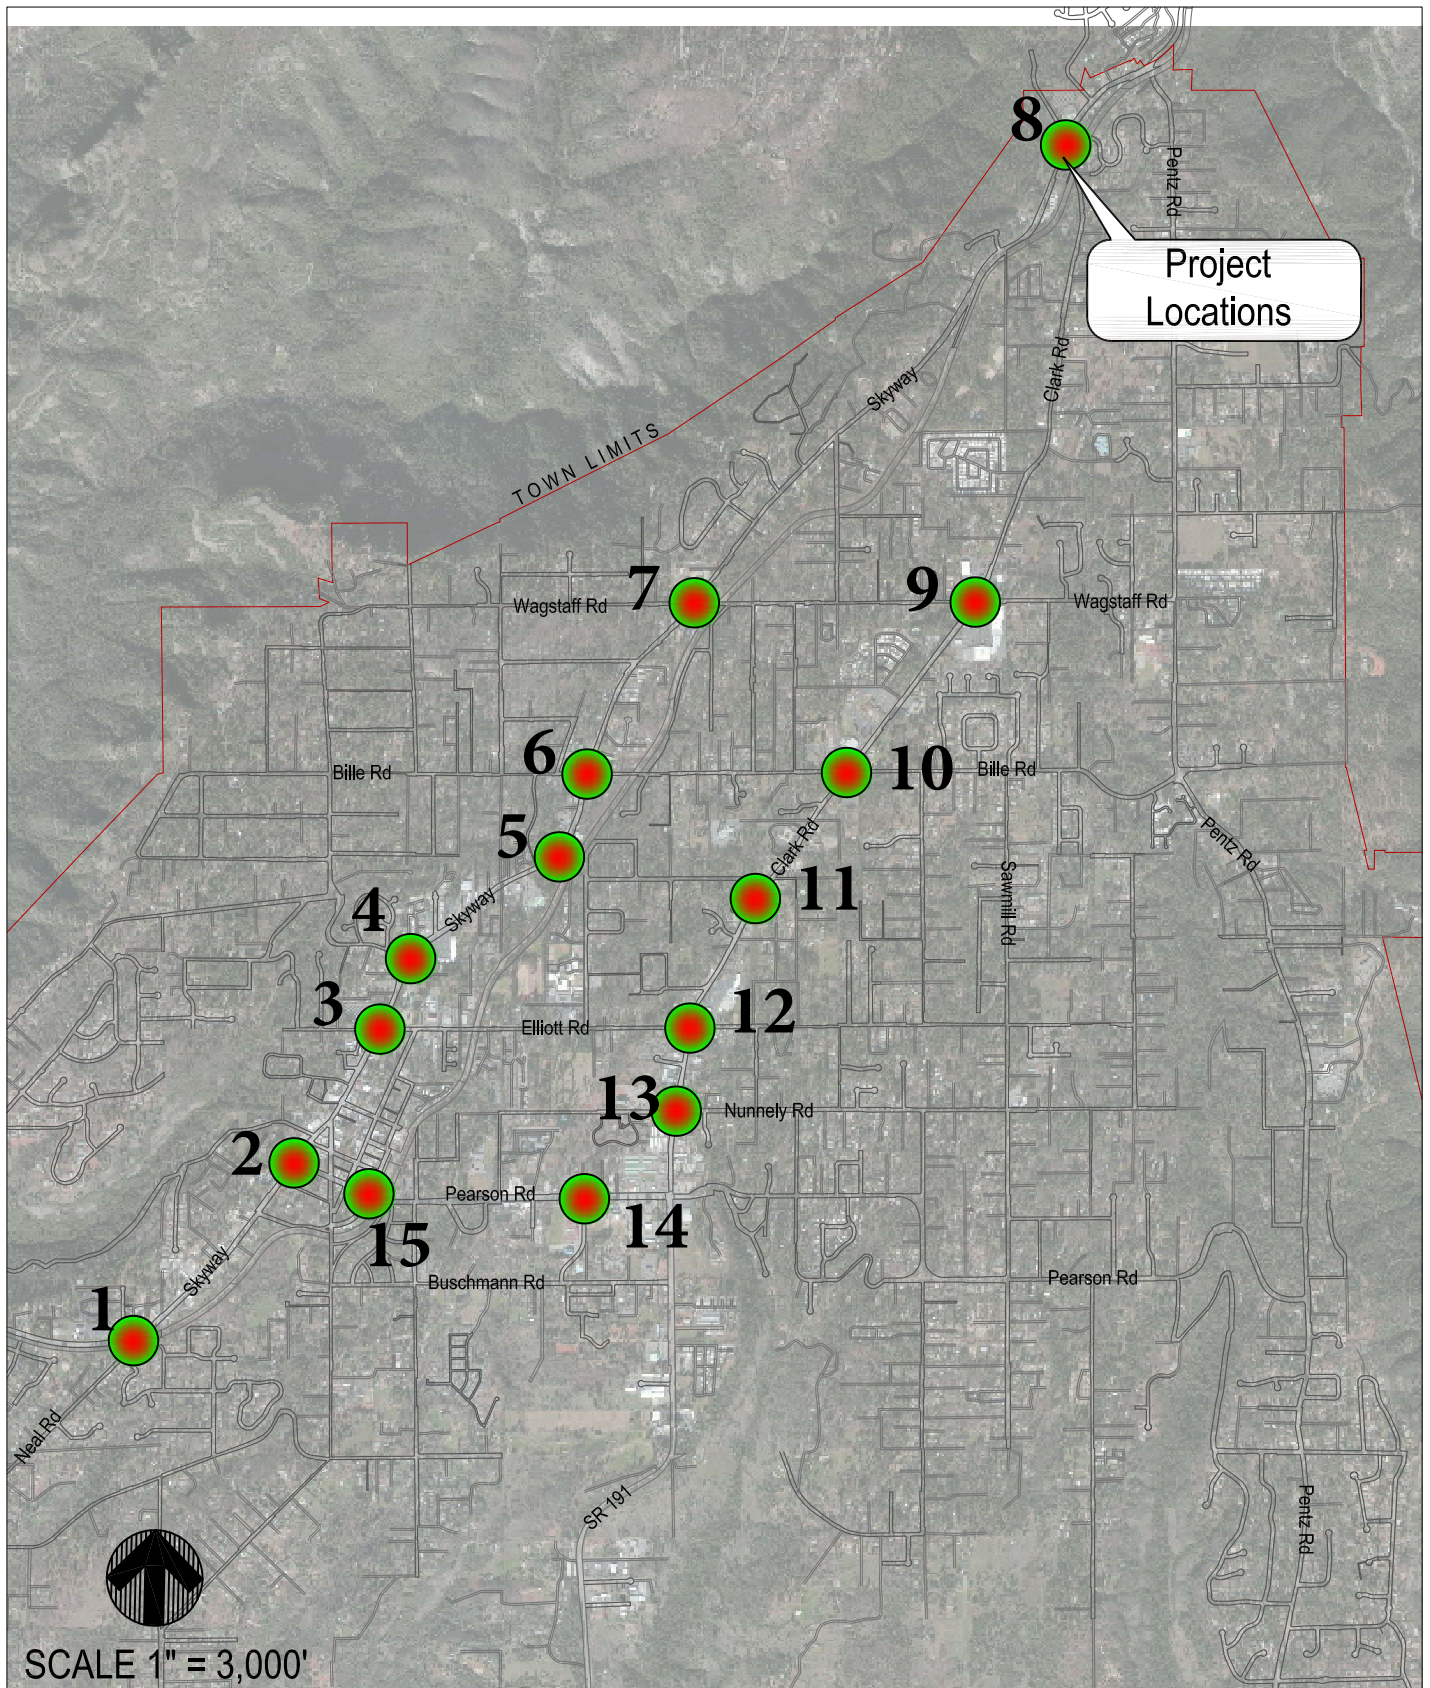 8
Pentz Rd
Project
Locations
Clark Rd
Skyway
TOWN LIMITS
7
9
Wagstaff Rd
Wagstaff Rd
6
10
Bille Rd
Bille Rd
5
Clark Rd
Pentz Rd
11
4
Skyway
Sawmill Rd
3
12
Elliott Rd
13
Nunnely Rd
2
Pearson Rd
14
15
Skyway
Buschmann Rd
Pearson Rd
1
Neal Rd
SR 191
Pentz Rd
SCALE 1" = 3,000'